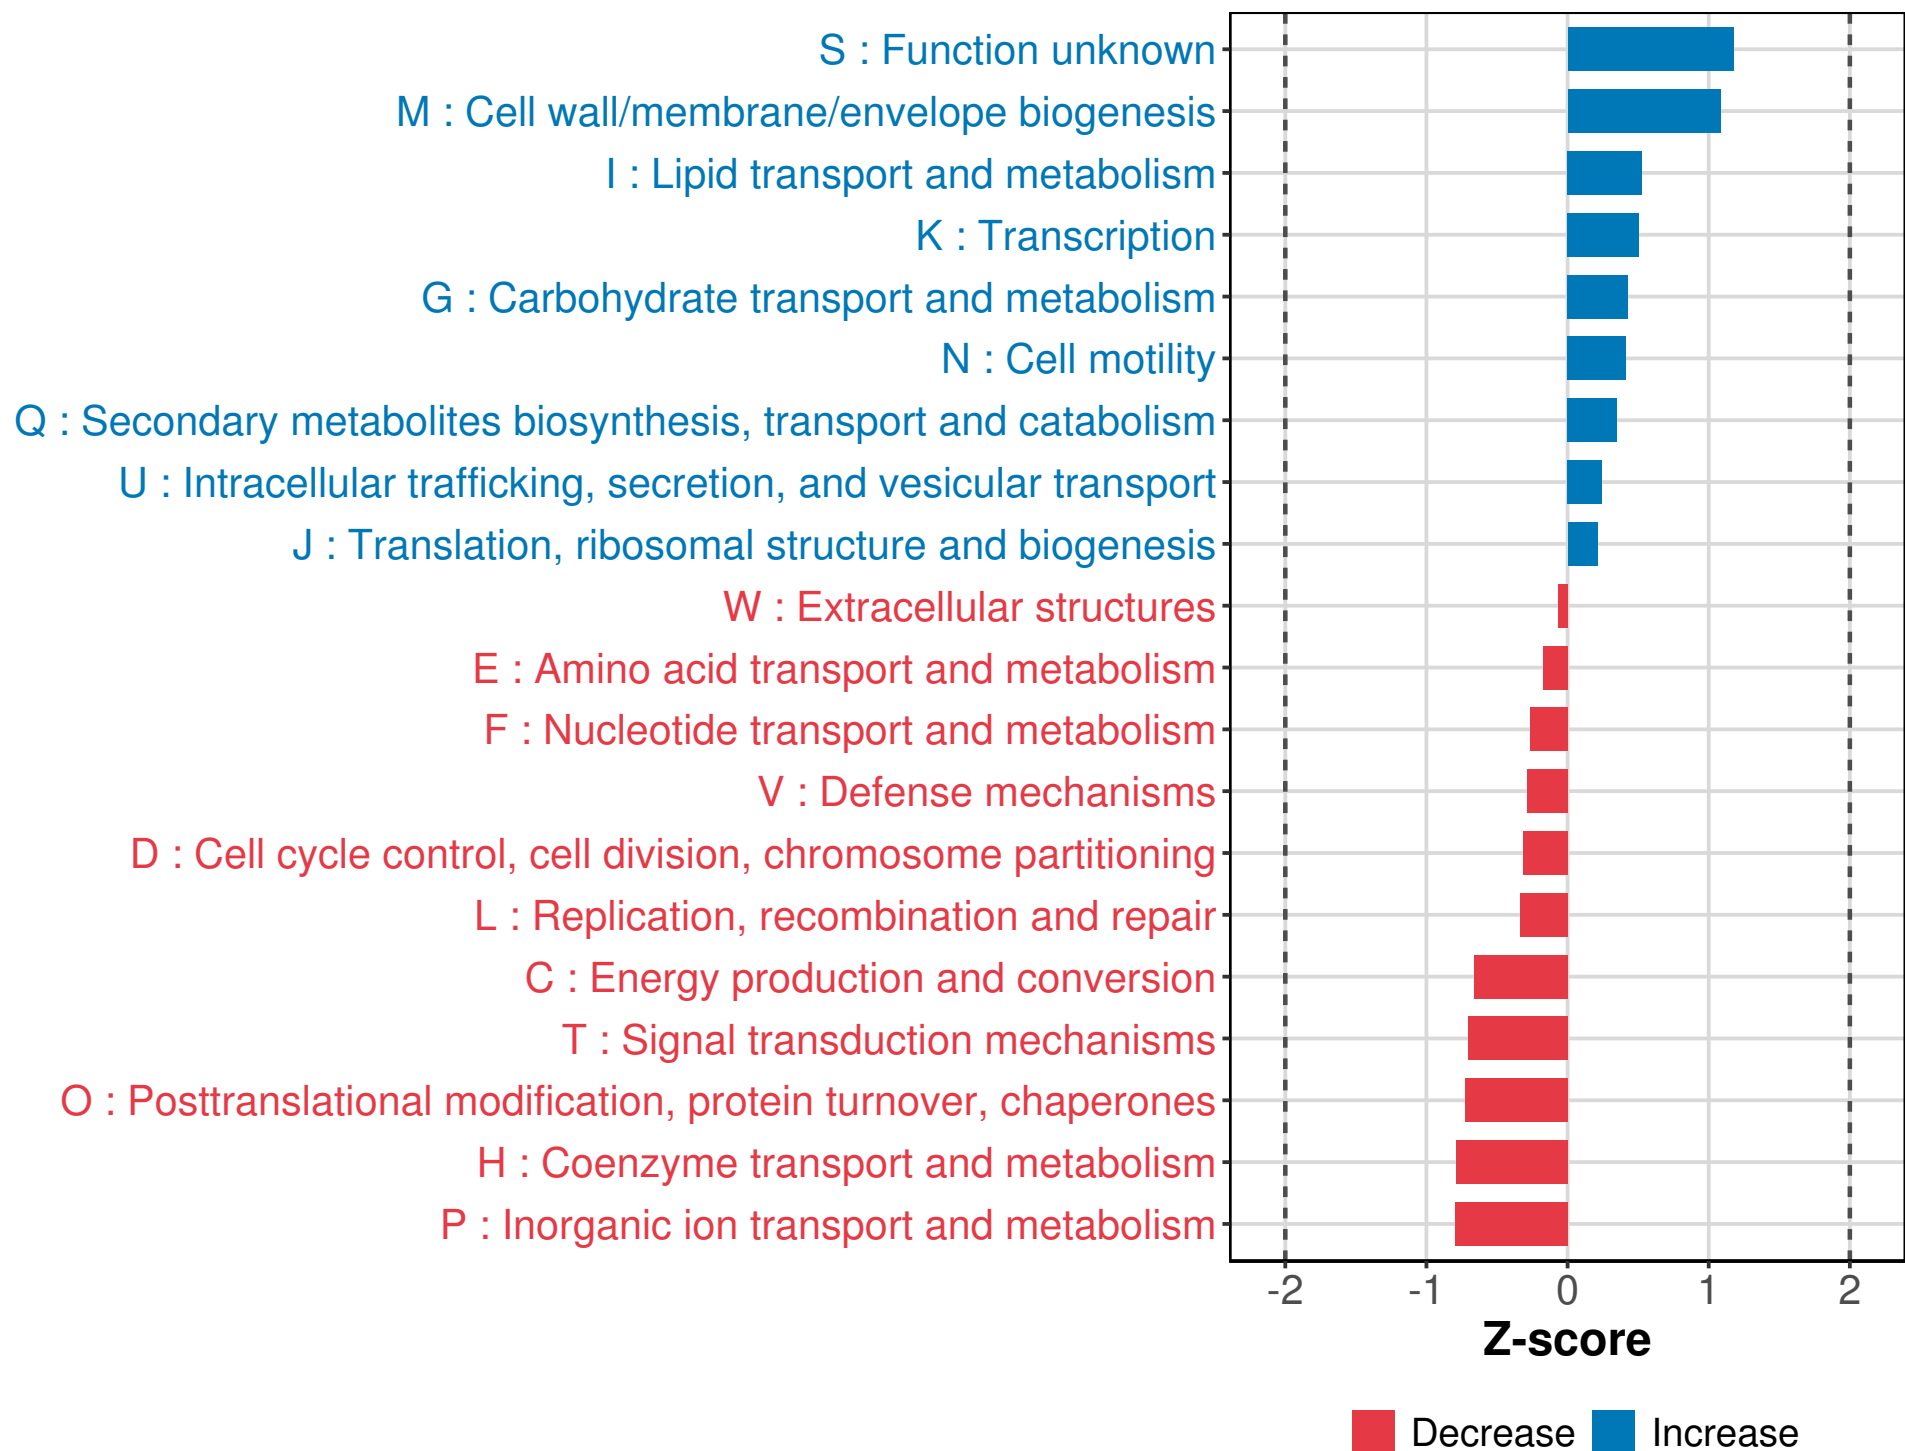 S : Function unknown
M : Cell wall/membrane/envelope biogenesis
I : Lipid transport and metabolism
K : Transcription
G : Carbohydrate transport and metabolism
N : Cell motility
Q : Secondary metabolites biosynthesis, transport and catabolism
U : Intracellular trafficking, secretion, and vesicular transport
J : Translation, ribosomal structure and biogenesis
W : Extracellular structures
E : Amino acid transport and metabolism
F : Nucleotide transport and metabolism
V : Defense mechanisms
D : Cell cycle control, cell division, chromosome partitioning
L : Replication, recombination and repair
C : Energy production and conversion
T : Signal transduction mechanisms
O : Posttranslational modification, protein turnover, chaperones
H : Coenzyme transport and metabolism
P : Inorganic ion transport and metabolism
-2 -1 0 1 2
Z-score
Decrease Increase